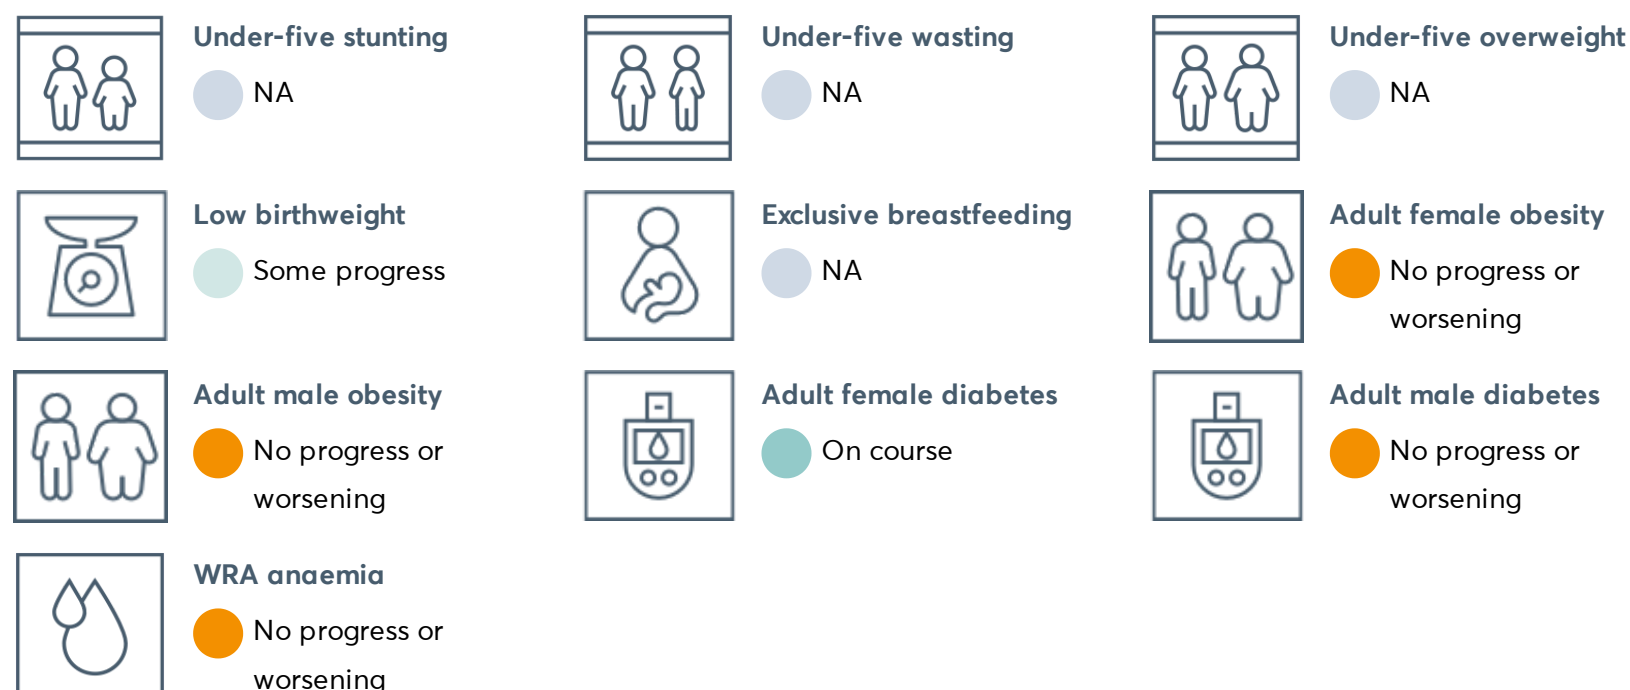 Under-five stunting
NA
Under-five wasting
NA
Under-five overweight
NA
Low birthweight
Some progress
Exclusive breastfeeding
NA
Adult female obesity
No progress or
worsening
Adult male obesity
No progress or
worsening
Adult female diabetes
On course
Adult male diabetes
No progress or
worsening
WRA anaemia
No progress or
worsening